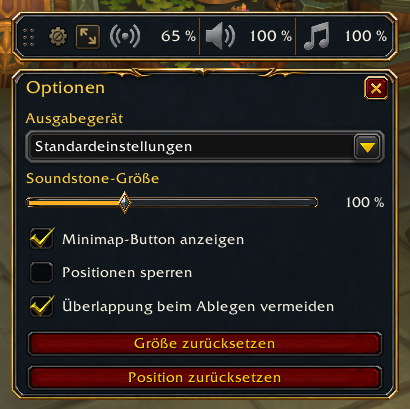 65 % 100 % 100 %
Optionen
Ausgabegerät
Standardeinstellungen
Soundstone-Größe
100 %
Minimap-Button anzeigen
Positionen sperren
Überlappung beim Ablegen vermeiden
Größe zurücksetzen
Position zurücksetzen